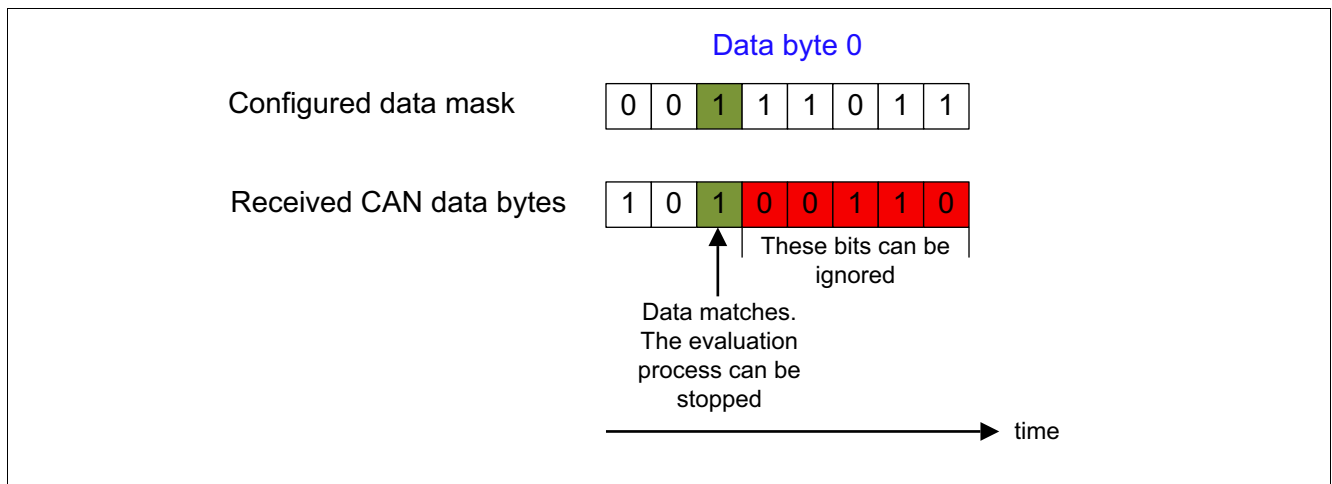 Data byte 0
Configured data mask 0 0 1 1 1 0 1 1
Received CAN data bytes 1 0 1 0 0 1 1 0
These bits can be
ignored
Data matches.
The evaluation
process can be
stopped
time